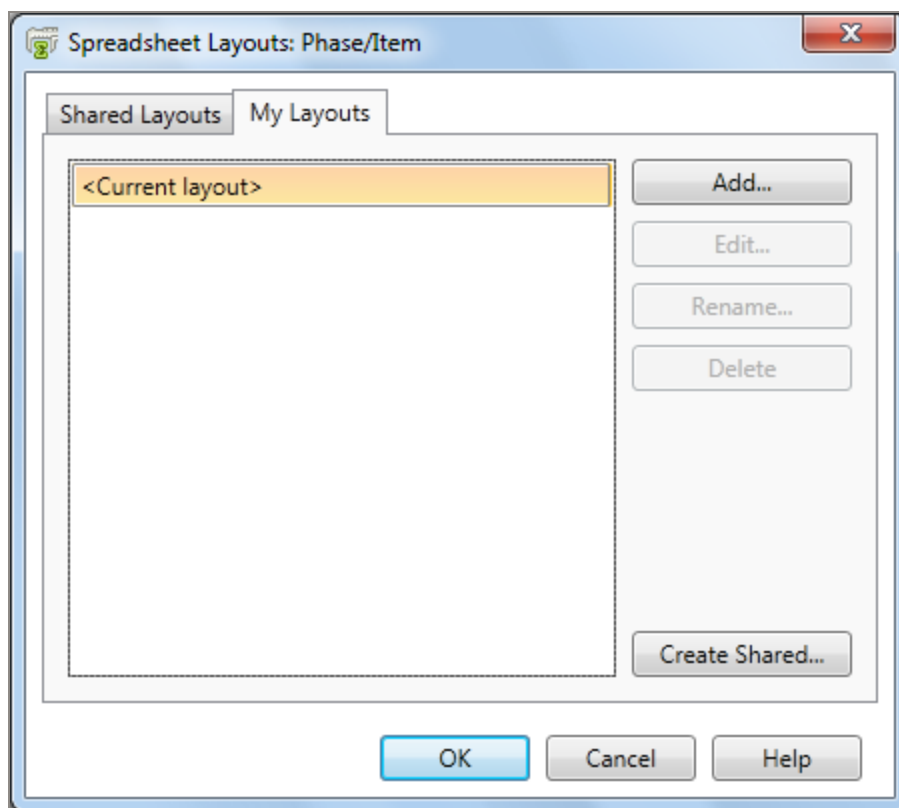 Spreadsheet Layouts: Phase/Item
Shared Layouts
My Layouts
<Current layout>
Add...
Edit...
Rename...
Delete
Create Shared...
OK
Cancel
Help